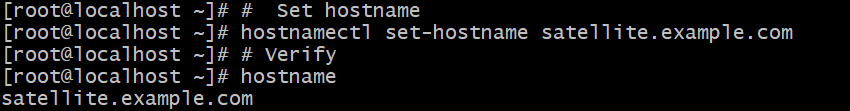 [root@localhost ~]# #  Set hostname
[root@localhost ~]# hostnamectl set-hostname satellite.example.com
[root@localhost ~]# # Verify
[root@localhost ~]# hostname
satellite.example.com